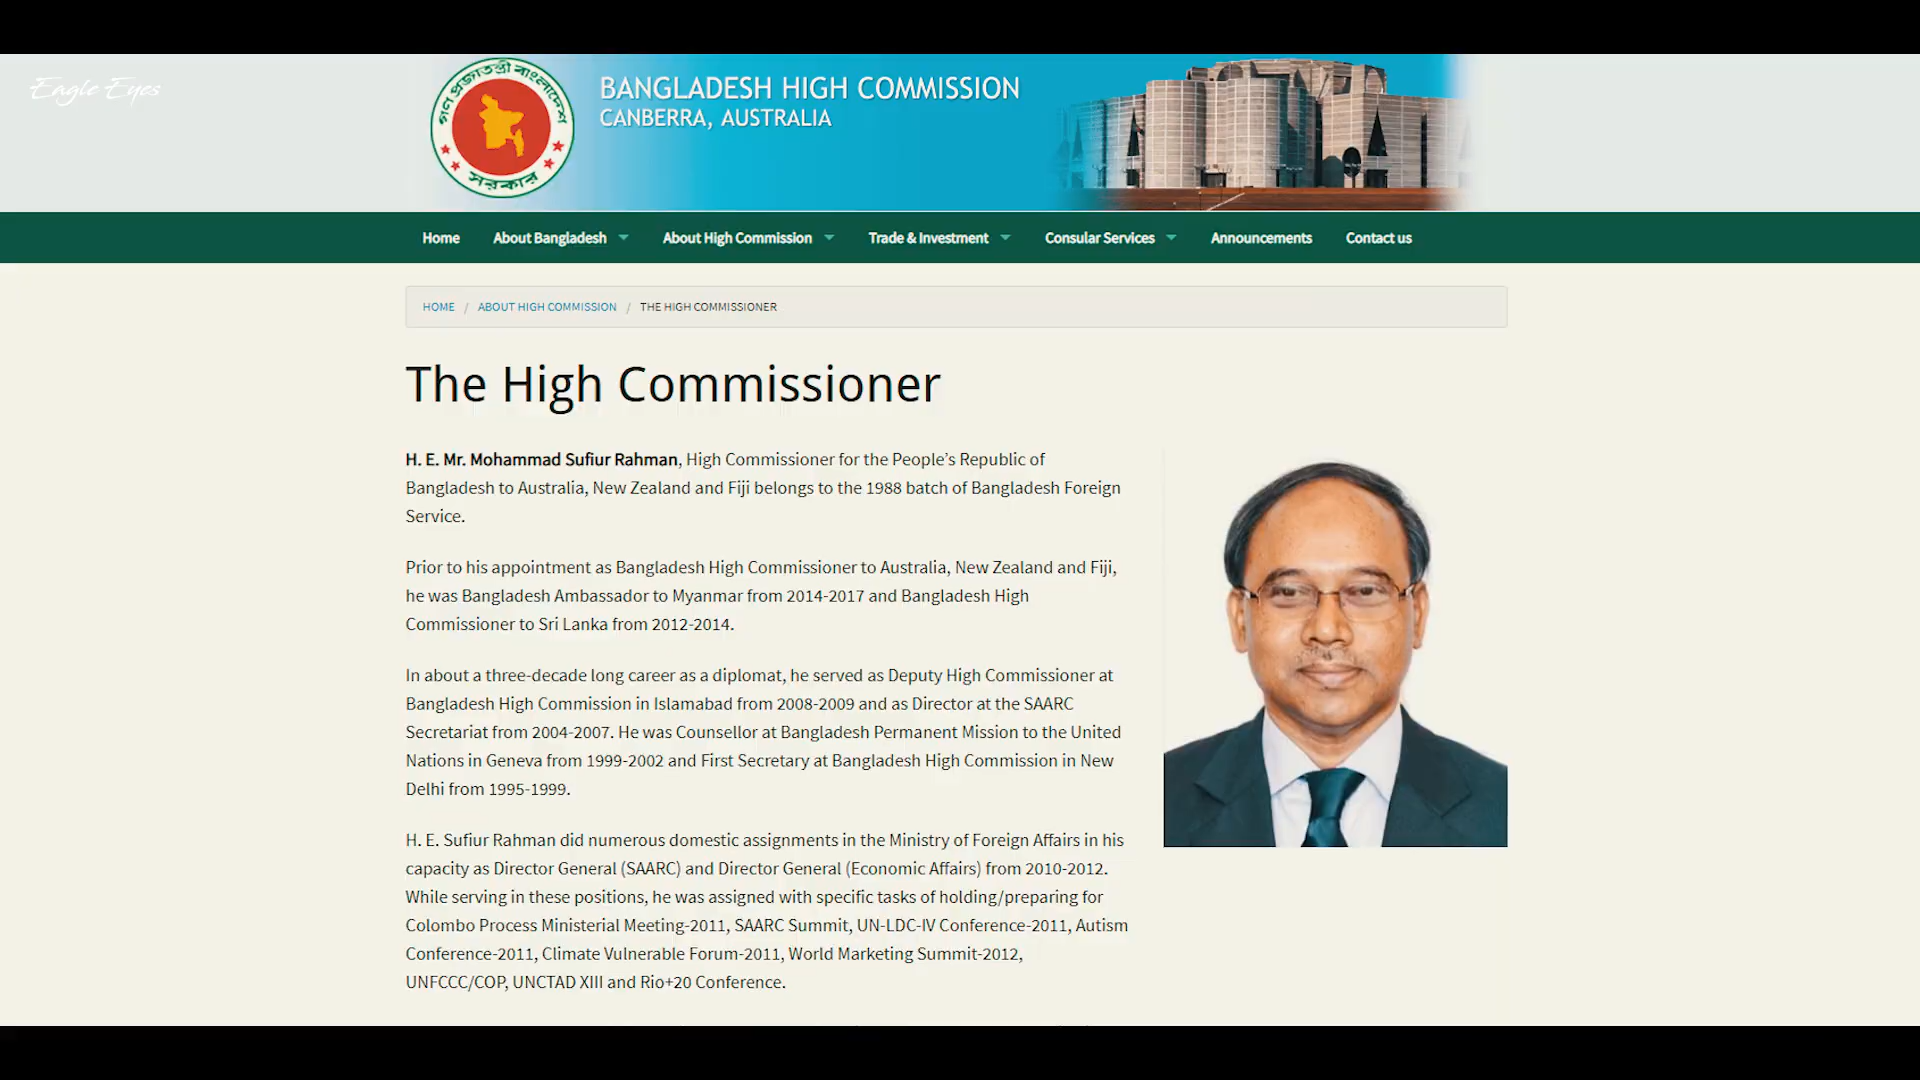 Eagle Eyes
গণপ্রজাতন্ত্রী বাংলাদেশ
সরকার
BANGLADESH HIGH COMMISSION
CANBERRA, AUSTRALIA
Home About Bangladesh About High Commission Trade & Investment Consular Services Announcements Contact us
HOME / ABOUT HIGH COMMISSION / THE HIGH COMMISSIONER
The High Commissioner
H. E. Mr. Mohammad Sufiur Rahman, High Commissioner for the People’s Republic of
Bangladesh to Australia, New Zealand and Fiji belongs to the 1988 batch of Bangladesh Foreign
Service.
Prior to his appointment as Bangladesh High Commissioner to Australia, New Zealand and Fiji,
he was Bangladesh Ambassador to Myanmar from 2014-2017 and Bangladesh High
Commissioner to Sri Lanka from 2012-2014.
In about a three-decade long career as a diplomat, he served as Deputy High Commissioner at
Bangladesh High Commission in Islamabad from 2008-2009 and as Director at the SAARC
Secretariat from 2004-2007. He was Counsellor at Bangladesh Permanent Mission to the United
Nations in Geneva from 1999-2002 and First Secretary at Bangladesh High Commission in New
Delhi from 1995-1999.
H. E. Sufiur Rahman did numerous domestic assignments in the Ministry of Foreign Affairs in his
capacity as Director General (SAARC) and Director General (Economic Affairs) from 2010-2012.
While serving in these positions, he was assigned with specific tasks of holding/preparing for
Colombo Process Ministerial Meeting-2011, SAARC Summit, UN-LDC-IV Conference-2011, Autism
Conference-2011, Climate Vulnerable Forum-2011, World Marketing Summit-2012,
UNFCCC/COP, UNCTAD XIII and Rio+20 Conference.